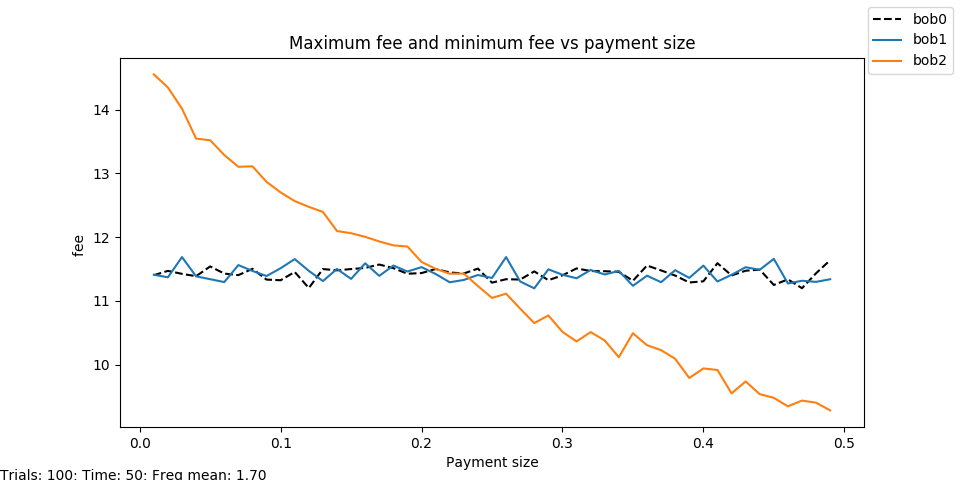 bob0
bob1
bob2
Maximum fee and minimum fee vs payment size
14
13
12
11
10
fee
0.0 0.1 0.2 0.3 0.4 0.5
Payment size
Trials: 100; Time: 50; Freq mean: 1.70